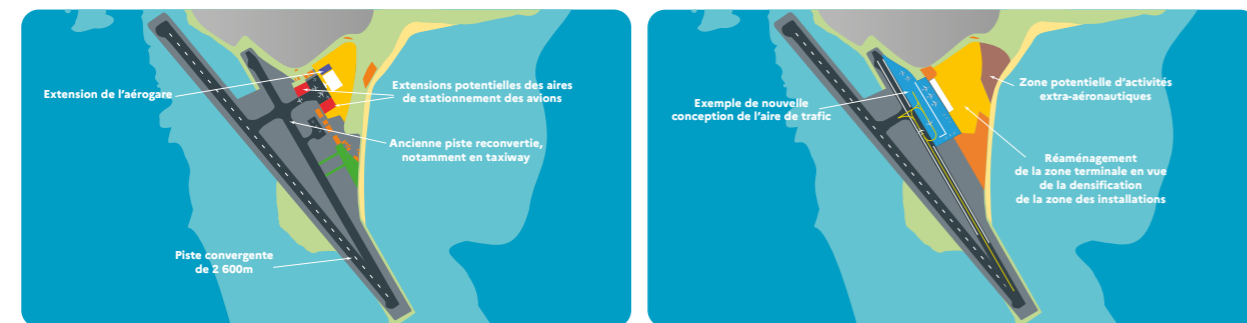 Extension de l’aérogare
Extensions potentielles des aires
de stationnement des avions
Ancienne piste reconvertie,
notamment en taxiway
Piste convergente
de 2 600m
Zone potentielle d’activités
extra-aéronautiques
Exemple de nouvelle
conception de l’aire de trafic
Réaménagement
de la zone terminale en vue
de la densification
de la zone des installations